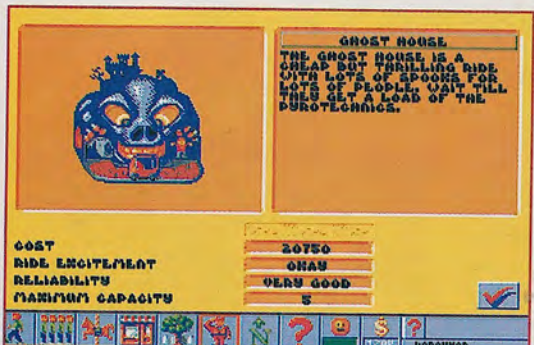 GHOST HOUSE
THE GHOST HOUSE IS A
CHEAP BUT THRILLING RIDE
WITH LOTS OF SPOOKS FOR
LOTS OF PEOPLE. WAIT TILL
THEY GET A LOAD OF THE
PYROTECHNICS.
COST 20750
RIDE EXCITEMENT OKAY
RELIABILITY VERY GOOD
MAXIMUM CAPACITY 5